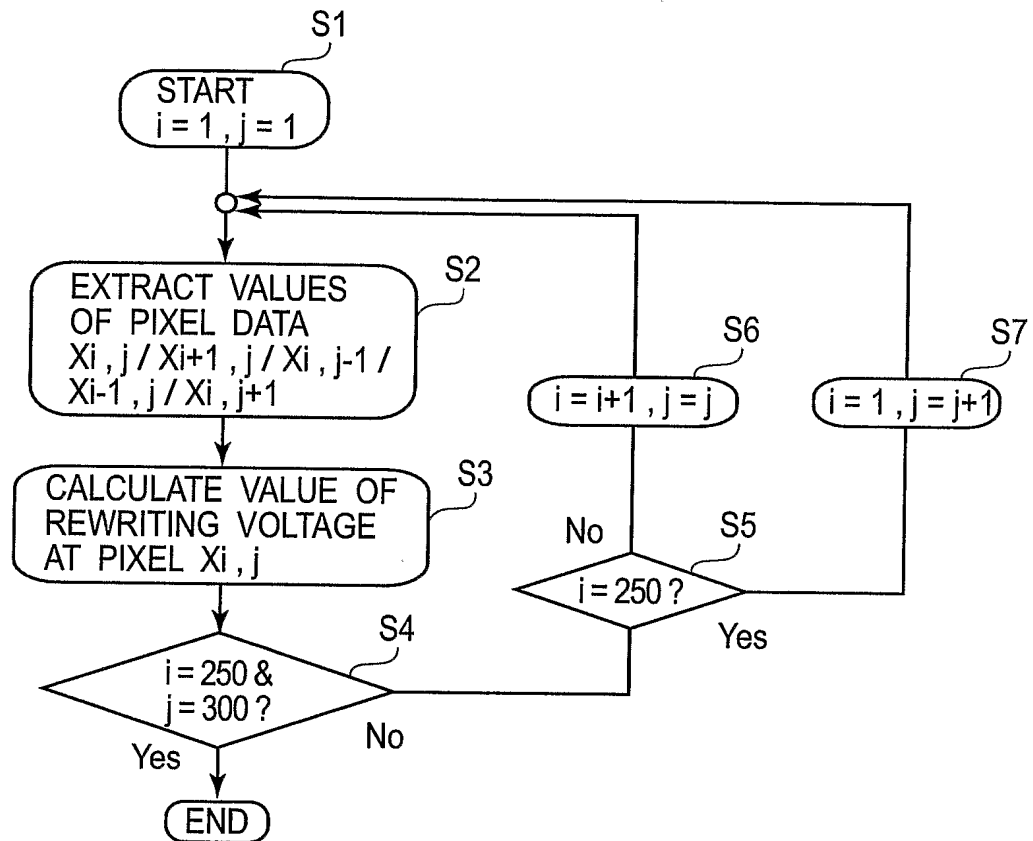 S1
START
i = 1 , j = 1
S2
EXTRACT VALUES
OF PIXEL DATA
Xi , j / Xi+1 , j / Xi , j-1 /
Xi-1 , j / Xi , j+1
S6
i = i+1 , j = j
S7
i = 1 , j = j+1
S3
CALCULATE VALUE OF
REWRITING VOLTAGE
AT PIXEL Xi , j
No
S5
i = 250 ?
Yes
S4
i = 250 &
j = 300 ?
No
Yes
END